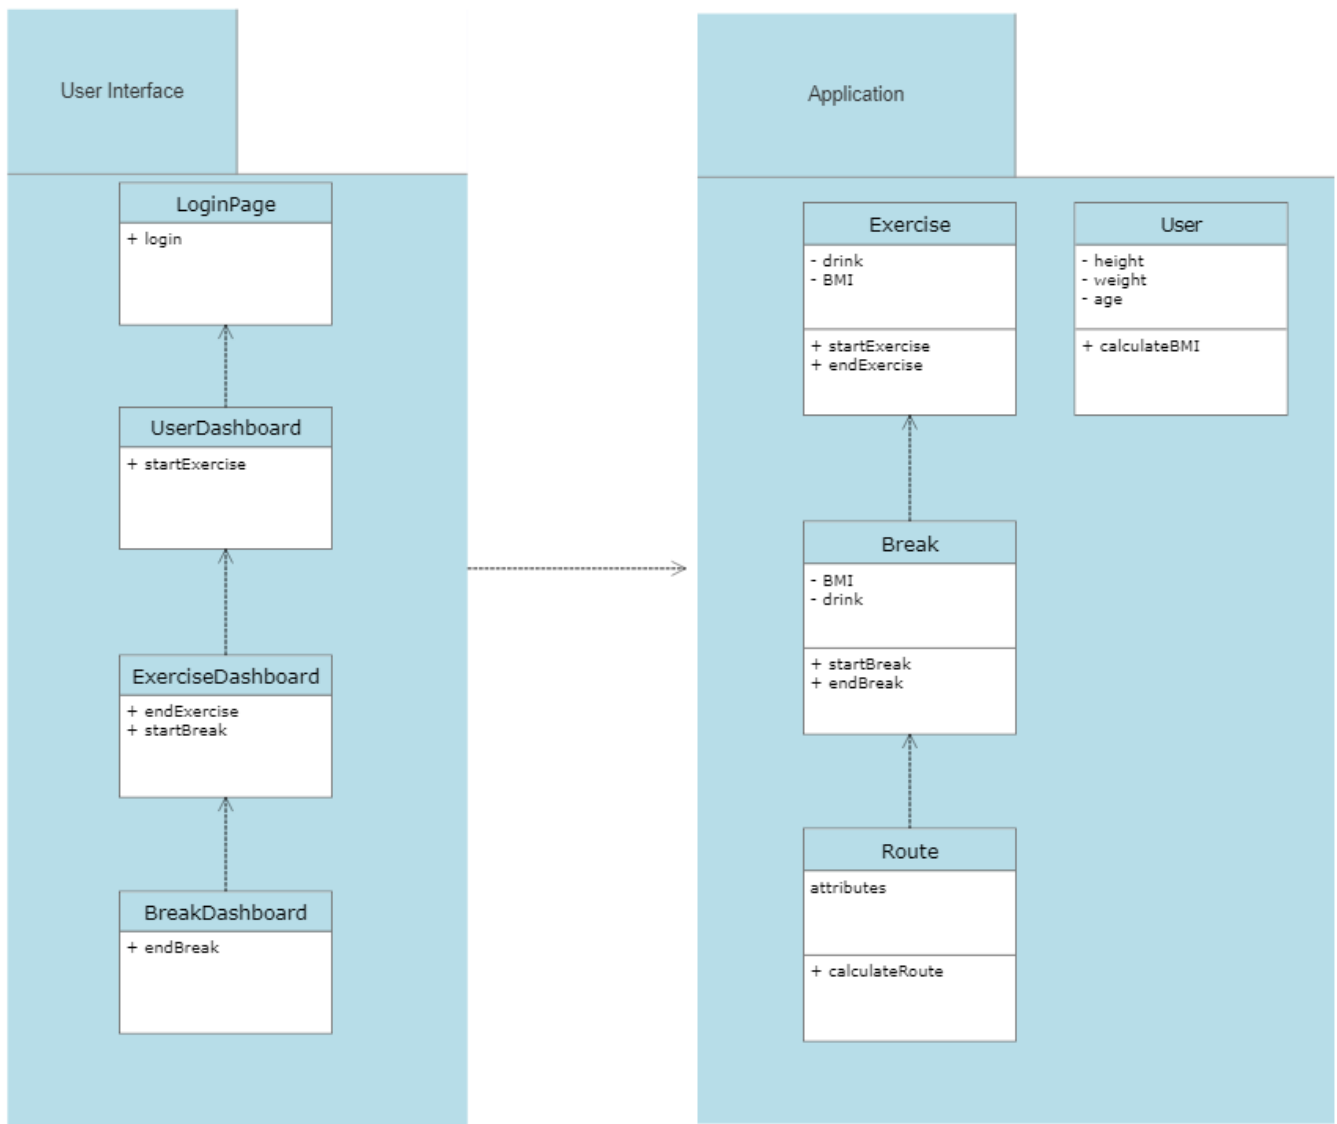 User Interface
LoginPage
+ login
UserDashboard
+ startExercise
ExerciseDashboard
+ endExercise
+ startBreak
BreakDashboard
+ endBreak
Application
Exercise
- drink
- BMI
+ startExercise
+ endExercise
User
- height
- weight
- age
+ calculateBMI
Break
- BMI
- drink
+ startBreak
+ endBreak
Route
attributes
+ calculateRoute